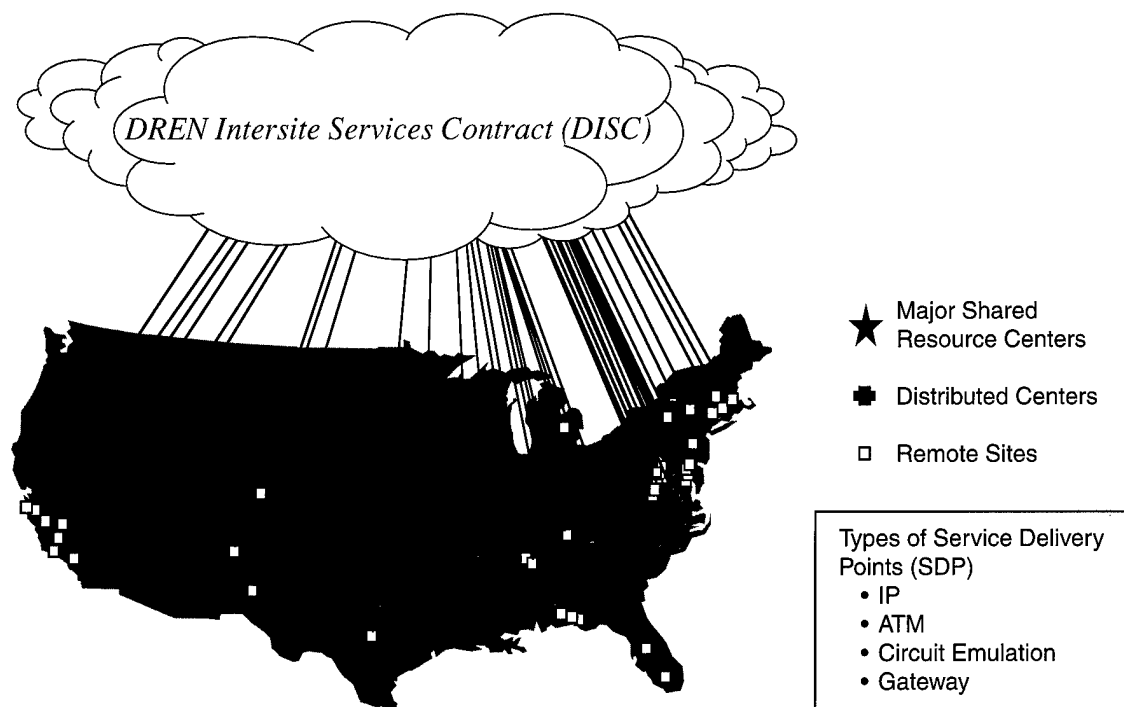 DREN Intersite Services Contract (DISC)
Major Shared
Resource Centers
Distributed Centers
Remote Sites
Types of Service Delivery
Points (SDP)
• IP
• ATM
• Circuit Emulation
• Gateway